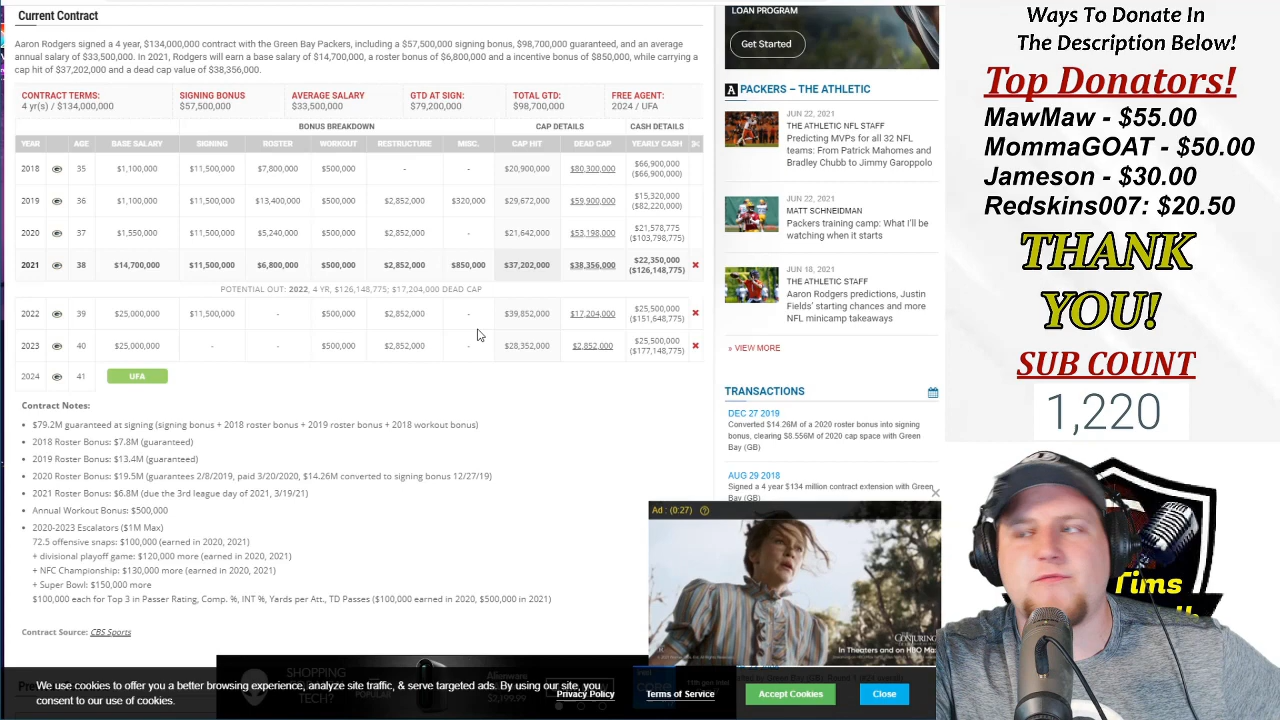 Current Contract
Aaron Rodgers signed a 4 year, $134,000,000 contract with the Green Bay Packers, including a $57,500,000 signing bonus, $98,700,000 guaranteed, and an average
annual salary of $33,500,000. In 2021, Rodgers will earn a base salary of $14,700,000, a roster bonus of $6,800,000 and a incentive bonus of $850,000, while carrying a
cap hit of $37,202,000 and a dead cap value of $38,356,000.
CONTRACT TERMS: SIGNING BONUS AVERAGE SALARY GTD AT SIGN: TOTAL GTD: FREE AGENT:
4 yr(s) / $134,000,000 $57,500,000 $33,500,000 $79,200,000 $98,700,000 2024 / UFA
BONUS BREAKDOWN CAP DETAILS CASH DETAILS
YEAR AGE BASE SALARY SIGNING ROSTER WORKOUT RESTRUCTURE MISC. CAP HIT DEAD CAP YEARLY CASH
2018 35 $1,100,000 $11,500,000 $7,800,000 $500,000 - - $20,900,000 $80,300,000 $66,900,000
($66,900,000)
2019 36 $1,100,000 $11,500,000 $13,400,000 $500,000 $2,852,000 $320,000 $29,672,000 $59,900,000 $15,320,000
($82,220,000)
$11,500,000 $5,240,000 $500,000 $2,852,000 $21,642,000 $53,198,000 $21,578,775
($103,798,775)
2021 38 $14,700,000 $11,500,000 $6,800,000 $500,000 $2,852,000 $850,000 $37,202,000 $38,356,000 $22,350,000
($126,148,775)
POTENTIAL OUT: 2022, 4 YR, $126,148,775; $17,204,000 DEAD CAP
2022 39 $25,000,000 $11,500,000 - $500,000 $2,852,000 - $39,852,000 $17,204,000 $25,500,000
($151,648,775)
2023 40 $25,000,000 - - $500,000 $2,852,000 - $28,352,000 $2,852,000 $25,500,000
($177,148,775)
2024 41 UFA
Contract Notes:
• $79.2M guaranteed at signing (signing bonus + 2018 roster bonus + 2019 roster bonus + 2018 workout bonus)
• 2018 Roster Bonus: $7.8M (guaranteed)
• 2019 Roster Bonus: $13.4M (guaranteed)
• 2020 Roster Bonus: $19.5M (guarantees 2/8/2019, paid 3/20/2020, $14.26M converted to signing bonus 12/27/19)
• 2021 Roster Bonus: $6.8M (due the 3rd league day of 2021, 3/19/21)
• Annual Workout Bonus: $500,000
• 2020-2023 Escalators ($1M Max)
72.5 offensive snaps: $100,000 (earned in 2020, 2021)
+ divisional playoff game: $120,000 more (earned in 2020, 2021)
+ NFC Championship: $130,000 more (earned in 2020, 2021)
+ Super Bowl: $150,000 more
$100,000 each for Top 3 in Passer Rating, Comp. %, INT %, Yards per Att., TD Passes ($100,000 earned in 2020, $500,000 in 2021)
Contract Source: CBS Sports
LOAN PROGRAM
Get Started
A PACKERS – THE ATHLETIC
JUN 22, 2021
THE ATHLETIC NFL STAFF
Predicting MVPs for all 32 NFL
teams: From Patrick Mahomes and
Bradley Chubb to Jimmy Garoppolo
JUN 22, 2021
MATT SCHNEIDMAN
Packers training camp: What I'll be
watching when it starts
JUN 18, 2021
THE ATHLETIC STAFF
Aaron Rodgers predictions, Justin
Fields' starting chances and more
NFL minicamp takeaways
» VIEW MORE
TRANSACTIONS
DEC 27 2019
Converted $14.26M of a 2020 roster bonus into signing
bonus, clearing $8.556M of 2020 cap space with Green
Bay (GB)
AUG 29 2018
Signed a 4 year $134 million contract extension with Green
Bay (GB)
Ad : (0:27)
THE CONJURING
In Theaters and on HBO Max
SHOPPING
TECH?
Alienware
$2,199.99
11th gen Intel
We use cookies to offer you a better browsing experience, analyze site traffic, & serve targeted ads. By using our site, you
consent to our use of cookies.
Privacy Policy
Terms of Service
Accept Cookies
Close
Ways To Donate In
The Description Below!
Top Donators!
MawMaw - $55.00
MommaGOAT - $50.00
Jameson - $30.00
Redskins007: $20.50
THANK
YOU!
SUB COUNT
1,220
Tims